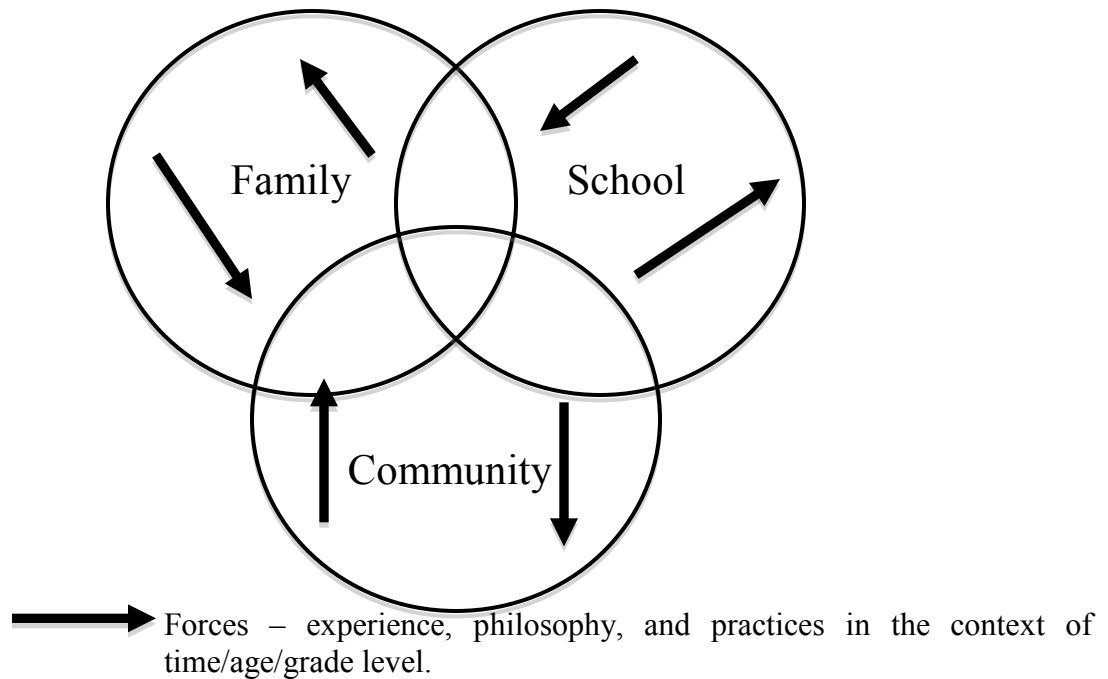 Family
School
Community
Forces – experience, philosophy, and practices in the context of
time/age/grade level.